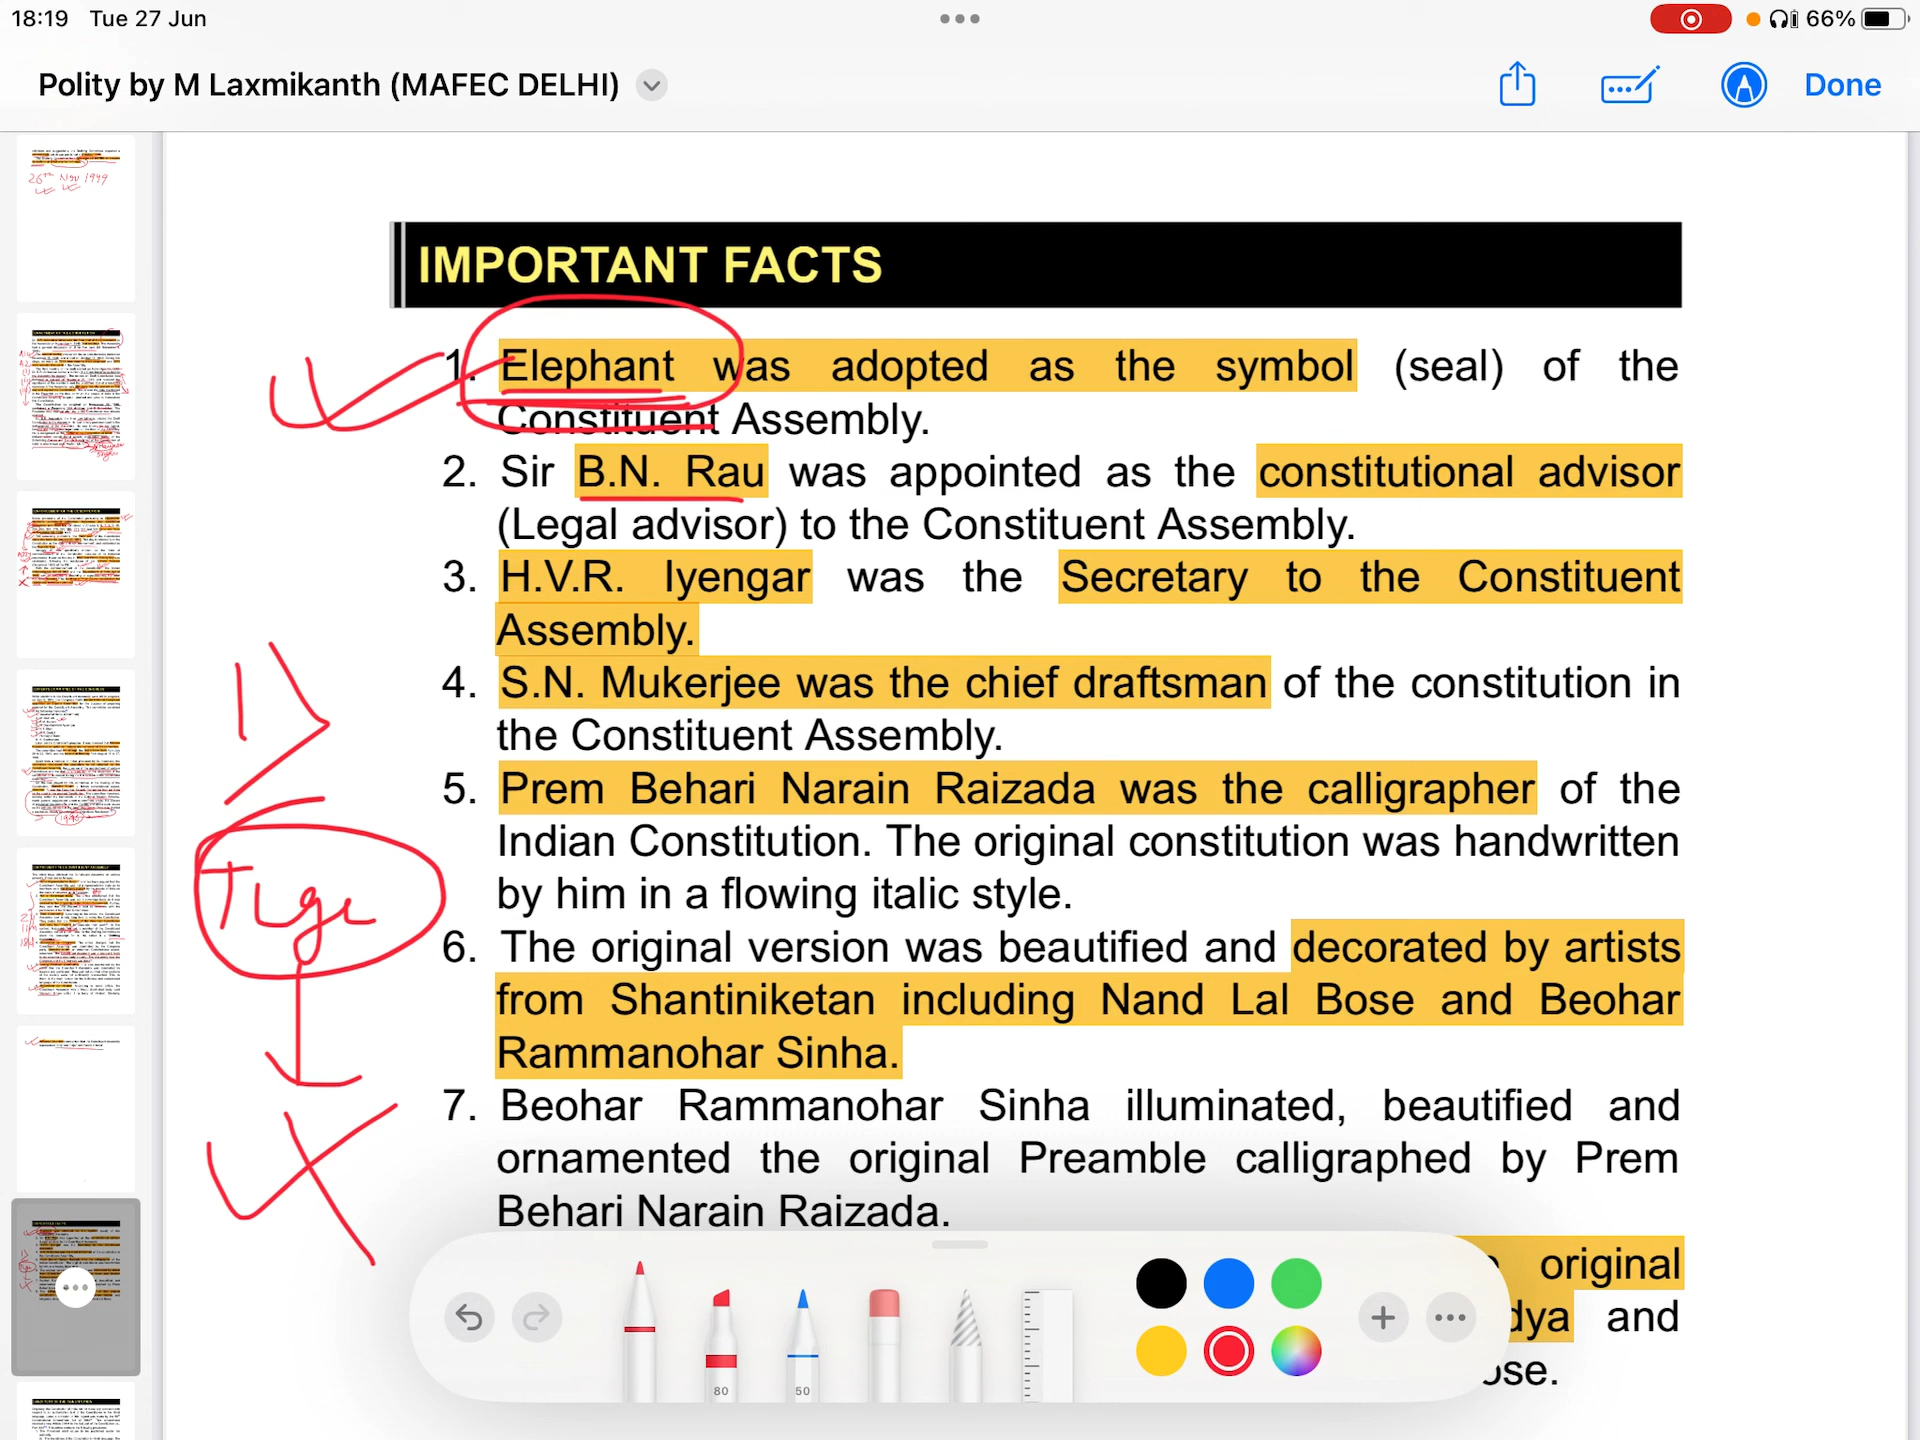 18:19 Tue 27 Jun
66%
Polity by M Laxmikanth (MAFEC DELHI)
Done
26th Nov 1949
IMPORTANT FACTS
1. Elephant was adopted as the symbol (seal) of the
Constituent Assembly.
2. Sir B.N. Rau was appointed as the constitutional advisor
(Legal advisor) to the Constituent Assembly.
3. H.V.R. Iyengar was the Secretary to the Constituent
Assembly.
4. S.N. Mukerjee was the chief draftsman of the constitution in
the Constituent Assembly.
5. Prem Behari Narain Raizada was the calligrapher of the
Indian Constitution. The original constitution was handwritten
by him in a flowing italic style.
6. The original version was beautified and decorated by artists
from Shantiniketan including Nand Lal Bose and Beohar
Rammanohar Sinha.
7. Beohar Rammanohar Sinha illuminated, beautified and
ornamented the original Preamble calligraphed by Prem
Behari Narain Raizada.
original
dya and
ose.
80
50